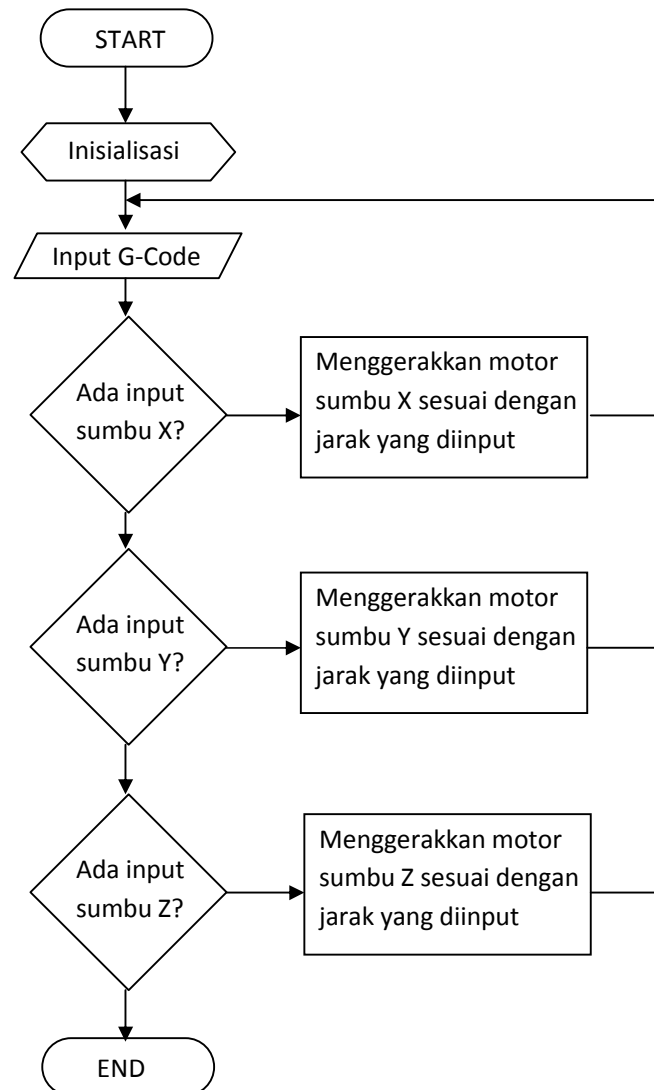 START
Inisialisasi
Input G-Code
Ada input
sumbu X?
Menggerakkan motor
sumbu X sesuai dengan
jarak yang diinput
Ada input
sumbu Y?
Menggerakkan motor
sumbu Y sesuai dengan
jarak yang diinput
Ada input
sumbu Z?
Menggerakkan motor
sumbu Z sesuai dengan
jarak yang diinput
END